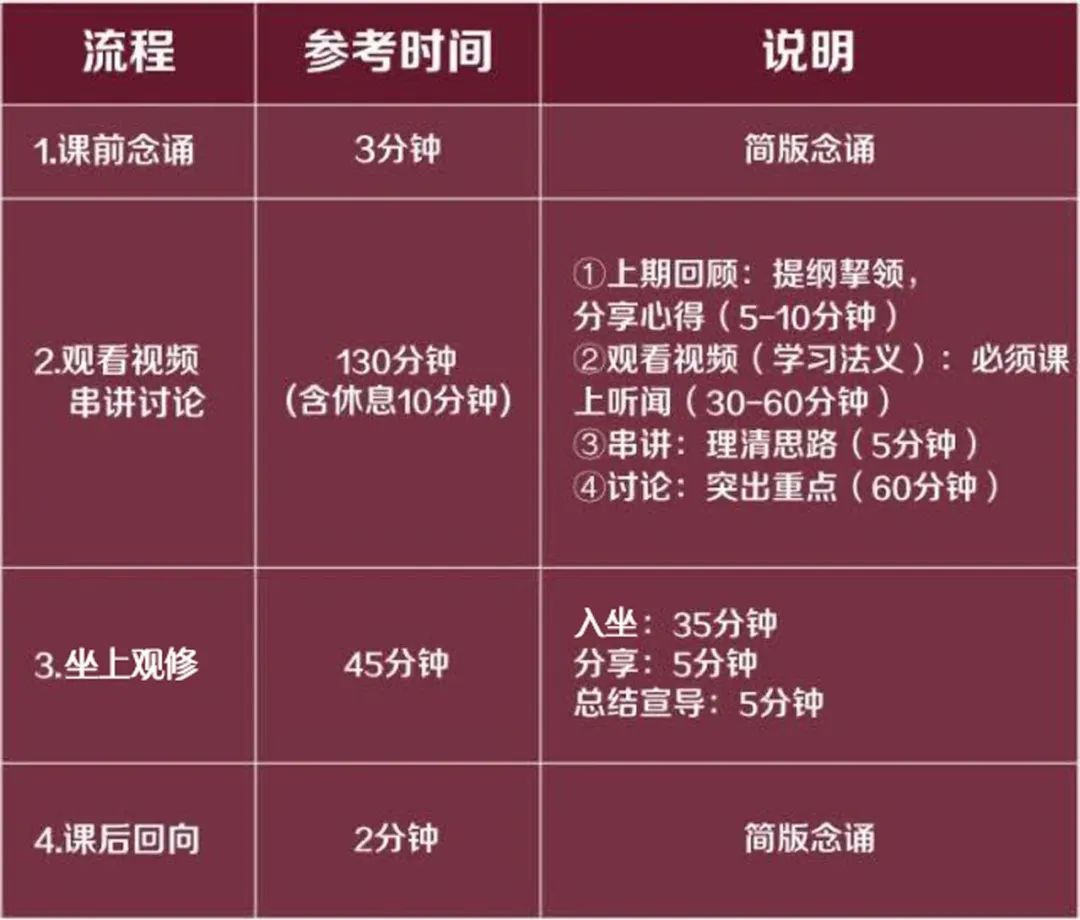 流程 参考时间 说明
1.课前念诵 3分钟 简版念诵
2.观看视频
串讲讨论
130分钟
(含休息10分钟)
①上期回顾：提纲挈领，
分享心得（5-10分钟）
②观看视频（学习法义）：必须课
上听闻（30-60分钟）
③串讲：理清思路（5分钟）
④讨论：突出重点（60分钟）
3.坐上观修
45分钟
入坐：35分钟
分享：5分钟
总结宣导：5分钟
4.课后回向 2分钟 简版念诵